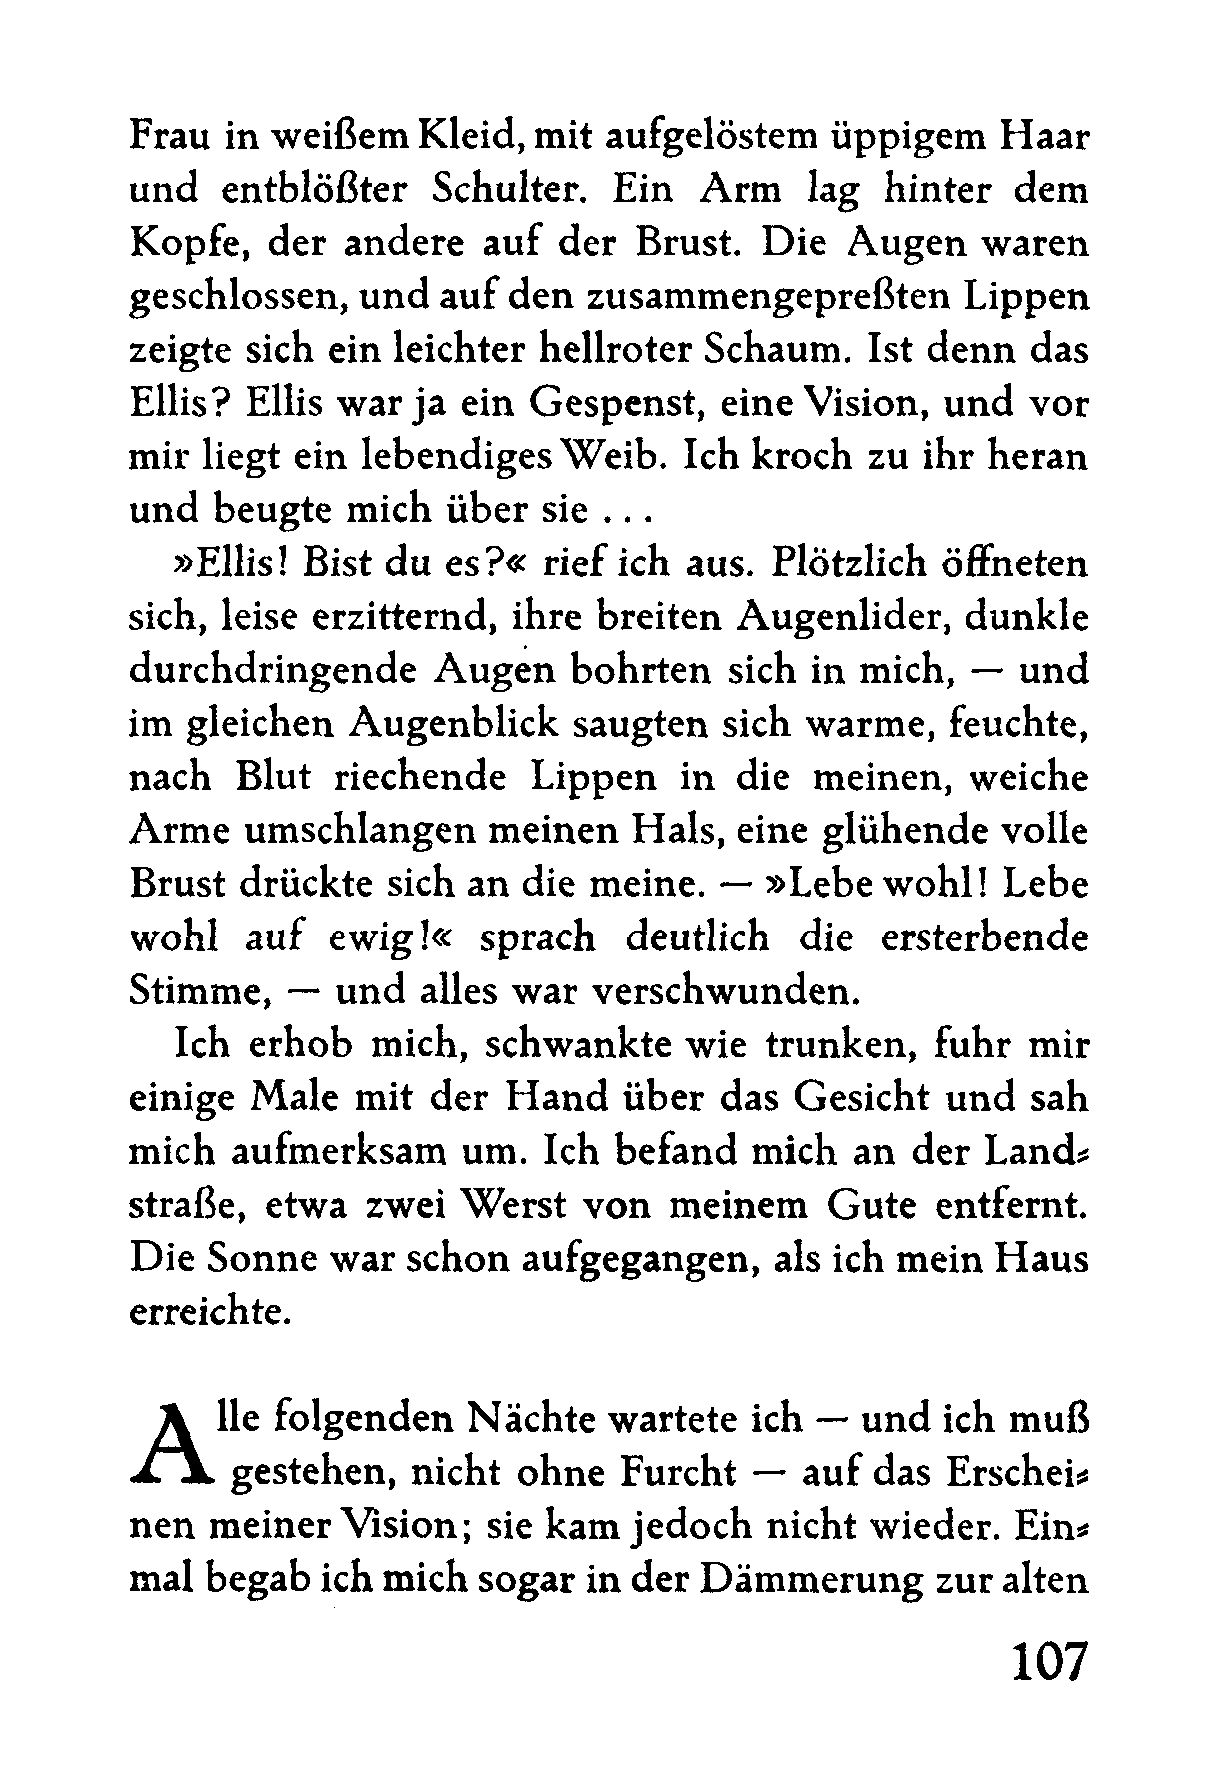 Frau in weißem Kleid, mit aufgelöstem üppigem Haar
und entblößter Schulter. Ein Arm lag hinter dem
Kopfe, der andere auf der Brust. Die Augen waren
geschlossen, und auf den zusammengepreßten Lippen
zeigte sich ein leichter hellroter Schaum. Ist denn das
Ellis? Ellis war ja ein Gespenst, eine Vision, und vor
mir liegt ein lebendiges Weib. Ich kroch zu ihr heran
und beugte mich über sie . . .
»Ellis! Bist du es?« rief ich aus. Plötzlich öffneten
sich, leise erzitternd, ihre breiten Augenlider, dunkle
durchdringende Augen bohrten sich in mich, — und
im gleichen Augenblick saugten sich warme, feuchte,
nach Blut riechende Lippen in die meinen, weiche
Arme umschlangen meinen Hals, eine glühende volle
Brust drückte sich an die meine. — »Lebe wohl! Lebe
wohl auf ewig!« sprach deutlich die ersterbende
Stimme, — und alles war verschwunden.
Ich erhob mich, schwankte wie trunken, fuhr mir
einige Male mit der Hand über das Gesicht und sah
mich aufmerksam um. Ich befand mich an der Land⸗
straße, etwa zwei Werst von meinem Gute entfernt.
Die Sonne war schon aufgegangen, als ich mein Haus
erreichte.
Alle folgenden Nächte wartete ich — und ich muß
gestehen, nicht ohne Furcht — auf das Erschei⸗
nen meiner Vision; sie kam jedoch nicht wieder. Ein⸗
mal begab ich mich sogar in der Dämmerung zur alten
107